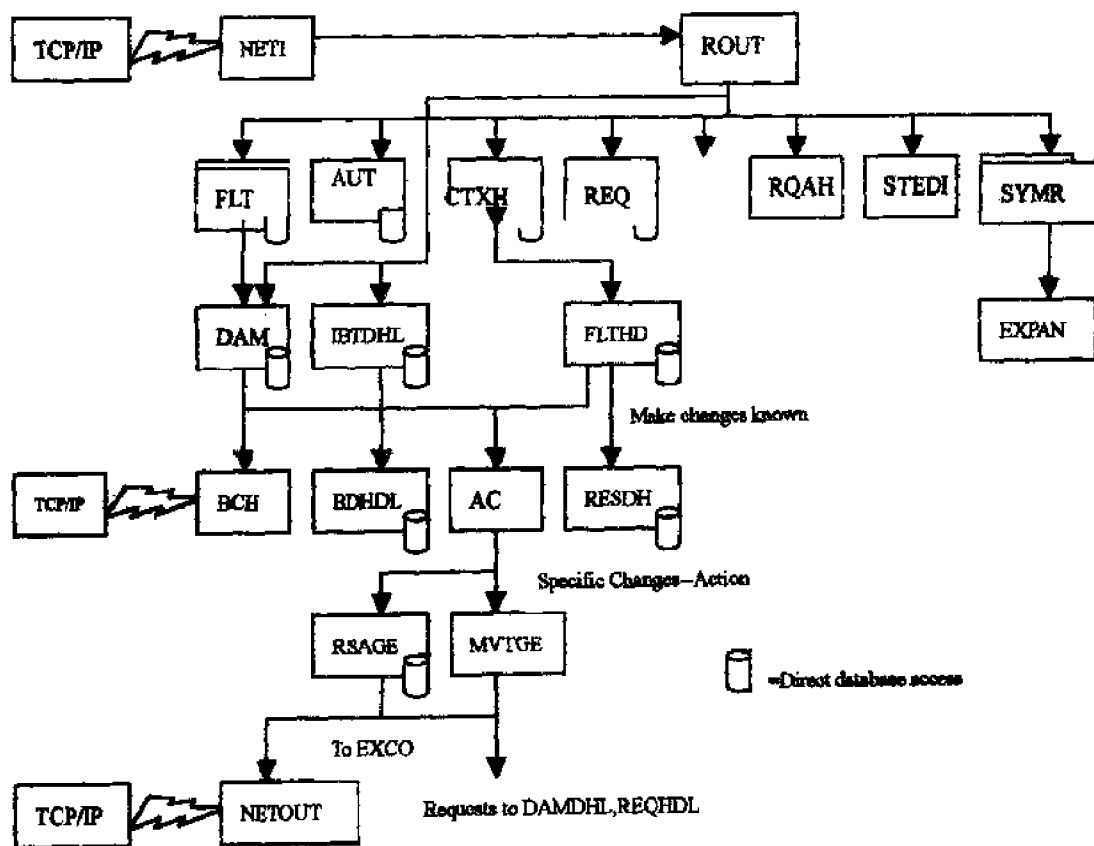 TCP/IP
NETI
ROUT
FLT
AUT
CTXH
REQ
RQAH
STEDI
SYMR
DAM
IBTDHL
FLTHD
EXPAN
Make changes known
TCP/IP
BCH
BDHDL
AC
RESDH
Specific Changes–Action
RSAGE
MVTGE
=Direct database access
To EXCO
TCP/IP
NETOUT
Requests to DAMDHL,REQHDL